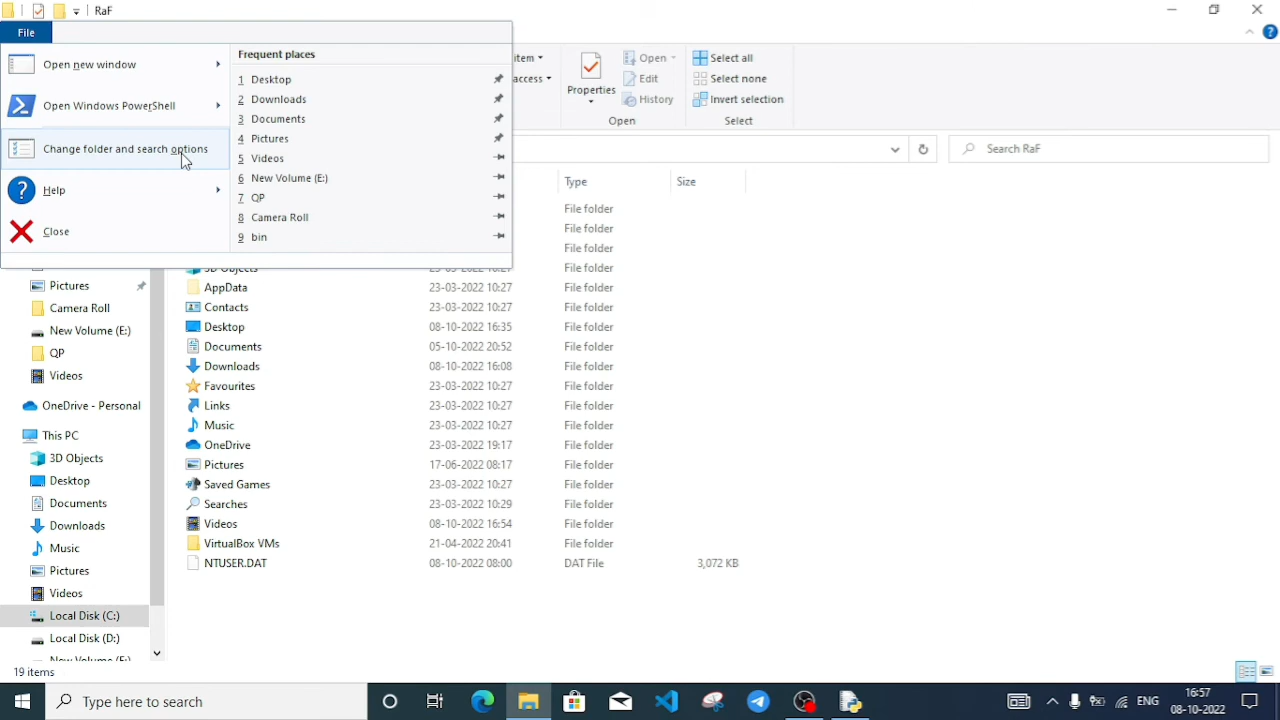 RaF
File
Open new window
Open Windows PowerShell
Change folder and search options
Help
Close
Frequent places
1 Desktop
2 Downloads
3 Documents
4 Pictures
5 Videos
6 New Volume (E:)
7 QP
8 Camera Roll
9 bin
Properties
Open
Edit
History
Open
Select all
Select none
Invert selection
Select
Search RaF
Type Size
File folder
File folder
File folder
3D Objects 23-03-2022 10:27 File folder
AppData 23-03-2022 10:27 File folder
Contacts 23-03-2022 10:27 File folder
Desktop 08-10-2022 16:35 File folder
Documents 05-10-2022 20:52 File folder
Downloads 08-10-2022 16:08 File folder
Favourites 23-03-2022 10:27 File folder
Links 23-03-2022 10:27 File folder
Music 23-03-2022 10:27 File folder
OneDrive 23-03-2022 19:17 File folder
Pictures 17-06-2022 08:17 File folder
Saved Games 23-03-2022 10:27 File folder
Searches 23-03-2022 10:29 File folder
Videos 08-10-2022 16:54 File folder
VirtualBox VMs 21-04-2022 20:41 File folder
NTUSER.DAT 08-10-2022 08:00 DAT File 3,072 KB
Pictures
Camera Roll
New Volume (E:)
QP
Videos
OneDrive - Personal
This PC
3D Objects
Desktop
Documents
Downloads
Music
Pictures
Videos
Local Disk (C:)
Local Disk (D:)
19 items
Type here to search
ENG
16:57
08-10-2022